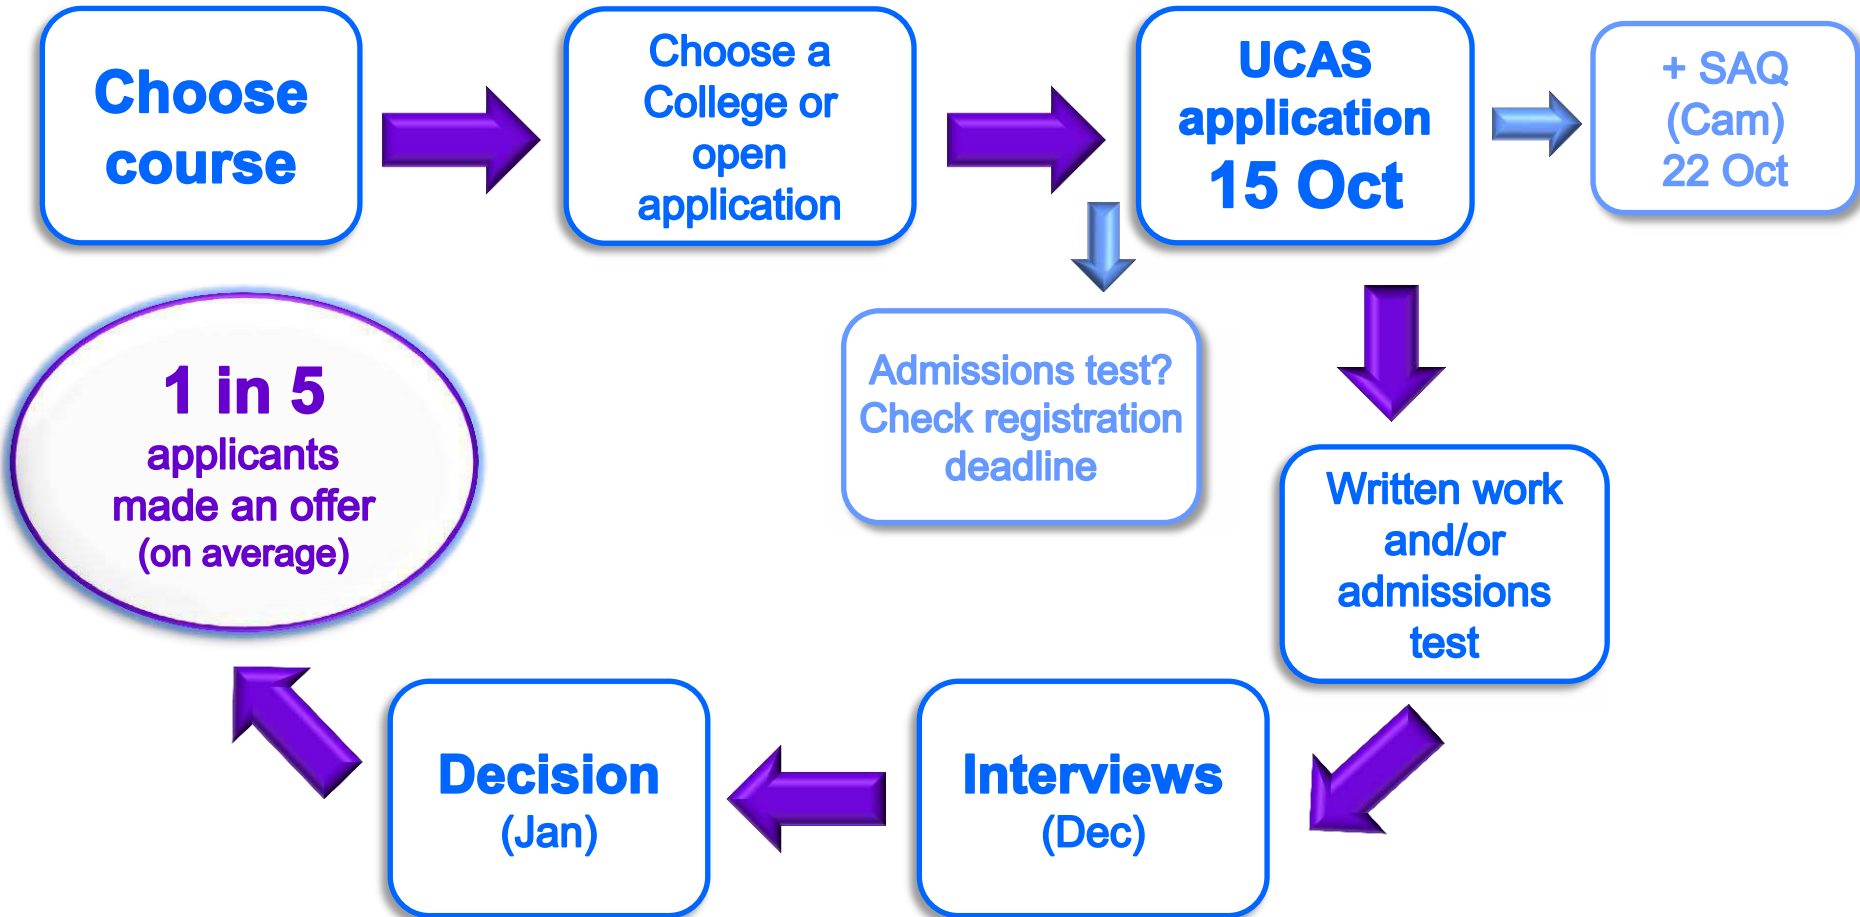 Choose
course
Choose a
College or
open
application
UCAS
application
15 Oct
+ SAQ
(Cam)
22 Oct
Admissions test?
Check registration
deadline
Written work
and/or
admissions
test
Interviews
(Dec)
Decision
(Jan)
1 in 5
applicants
made an offer
(on average)